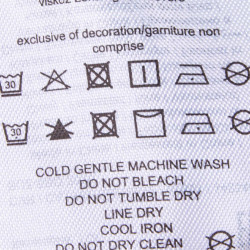 exclusive of decoration/garniture non
comprise
30
30
COLD GENTLE MACHINE WASH
DO NOT BLEACH
DO NOT TUMBLE DRY
LINE DRY
COOL IRON
DO NOT DRY CLEAN